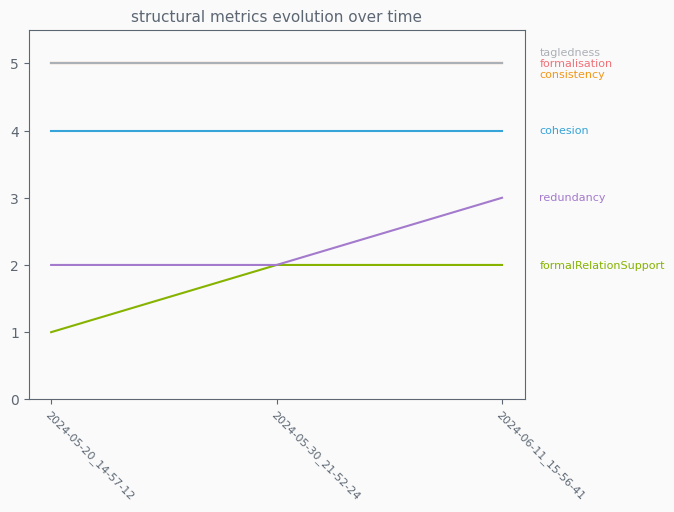 structural metrics evolution over time
5
4
3
2
1
0
tagledness
formalisation
consistency
cohesion
redundancy
formalRelationSupport
2024-05-20_14-57-12
2024-05-30_21-52-24
2024-06-11_15-56-41